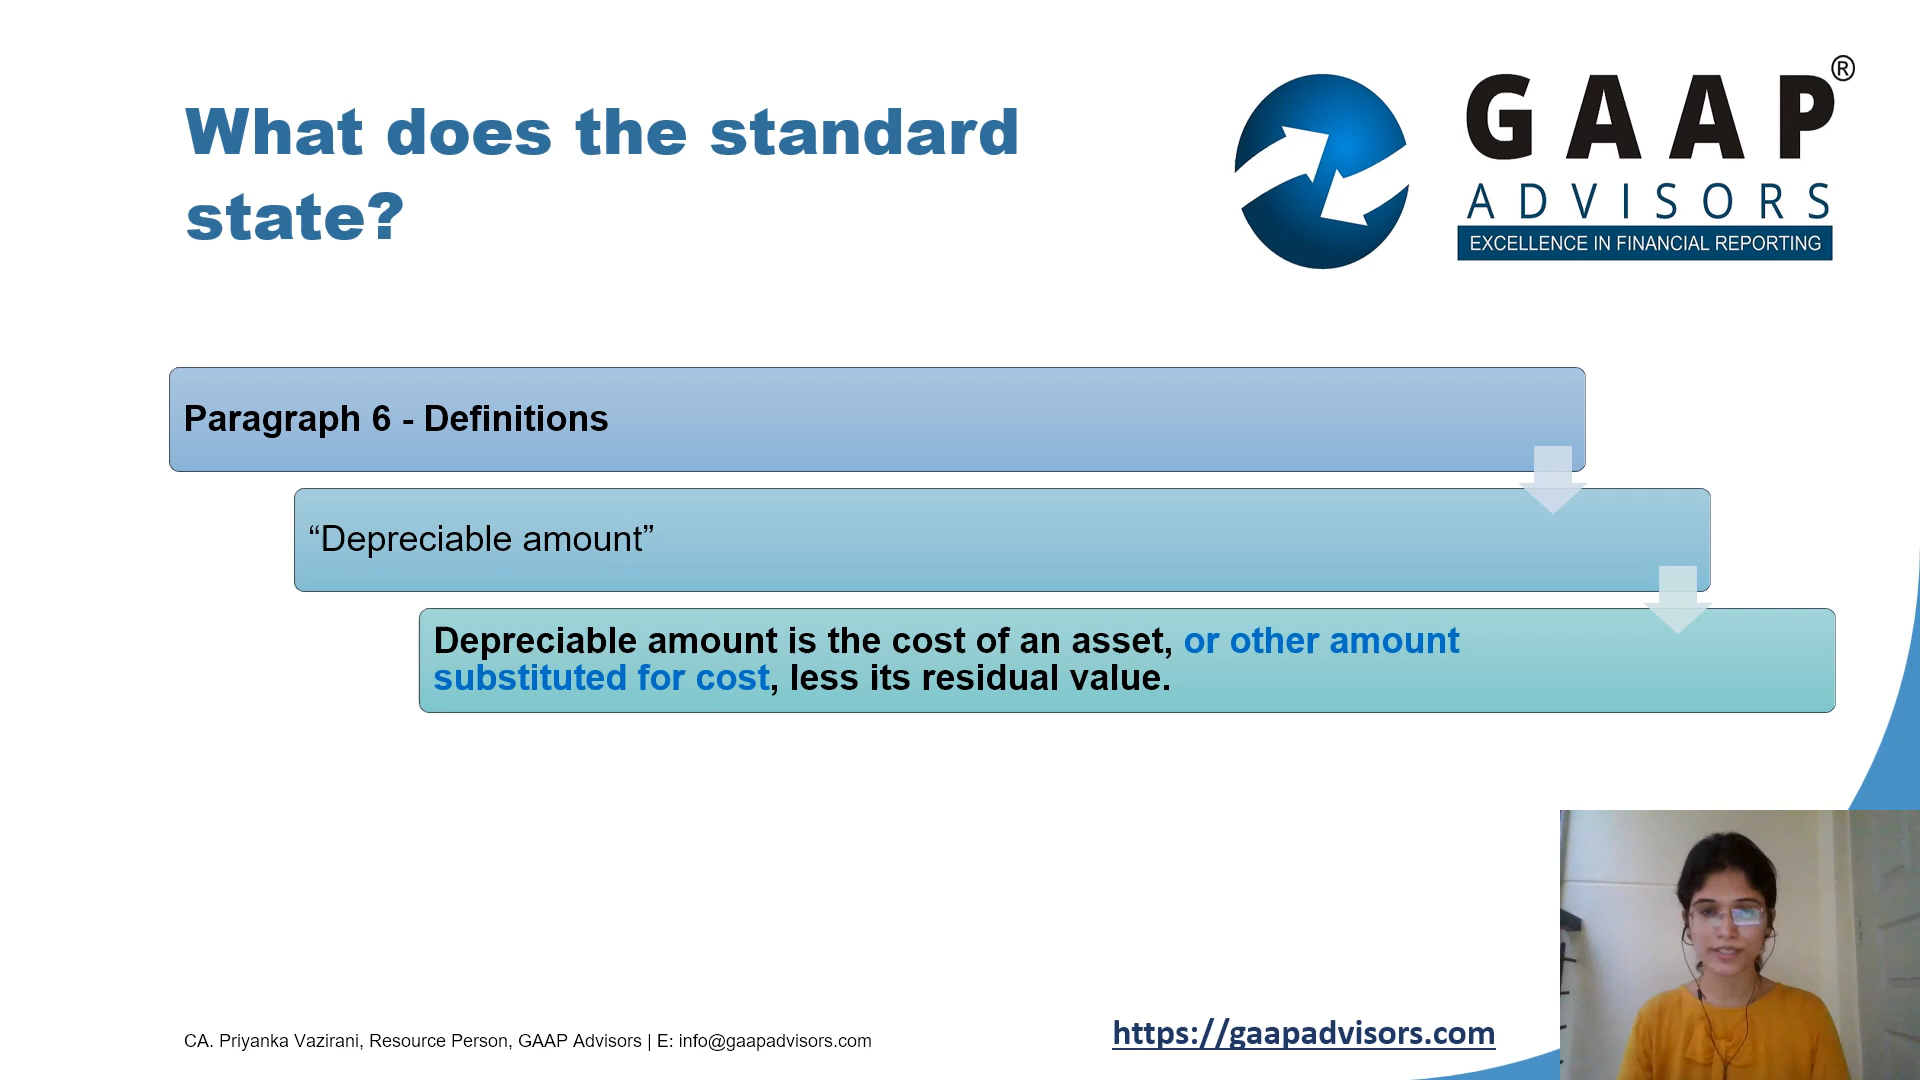 What does the standard
state?
GAAP®
ADVISORS
EXCELLENCE IN FINANCIAL REPORTING
Paragraph 6 - Definitions
“Depreciable amount”
Depreciable amount is the cost of an asset, or other amount
substituted for cost, less its residual value.
CA. Priyanka Vazirani, Resource Person, GAAP Advisors | E: info@gaapadvisors.com
https://gaapadvisors.com